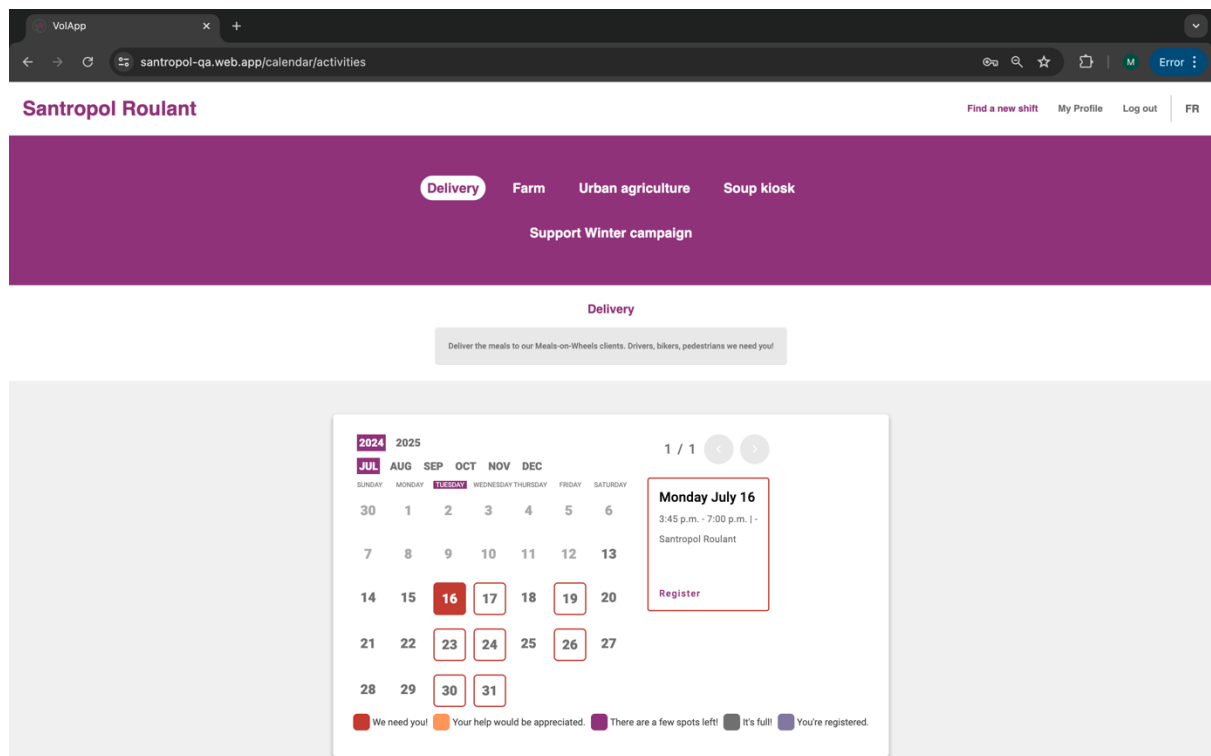 VolApp
santropol-qa.web.app/calendar/activities
M
Error
Santropol Roulant
Find a new shift My Profile Log out FR
Delivery Farm Urban agriculture Soup kiosk
Support Winter campaign
Delivery
Deliver the meals to our Meals-on-Wheels clients. Drivers, bikers, pedestrians we need you!
2024 2025
JUL AUG SEP OCT NOV DEC
SUNDAY MONDAY TUESDAY WEDNESDAY THURSDAY FRIDAY SATURDAY
30 1 2 3 4 5 6
7 8 9 10 11 12 13
14 15 16 17 18 19 20
21 22 23 24 25 26 27
28 29 30 31
1 / 1
Monday July 16
3:45 p.m. - 7:00 p.m. | -
Santropol Roulant
Register
We need you! Your help would be appreciated. There are a few spots left! It's full! You're registered.